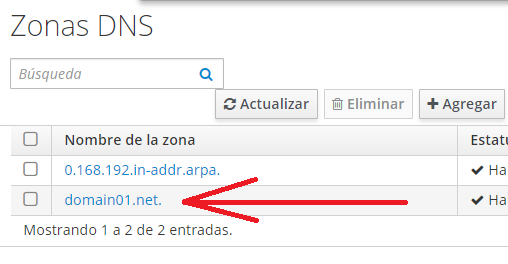 Zonas DNS
Búsqueda
Actualizar Eliminar Agregar
Nombre de la zona Estatu
0.168.192.in-addr.arpa. Ha
domain01.net. Ha
Mostrando 1 a 2 de 2 entradas.